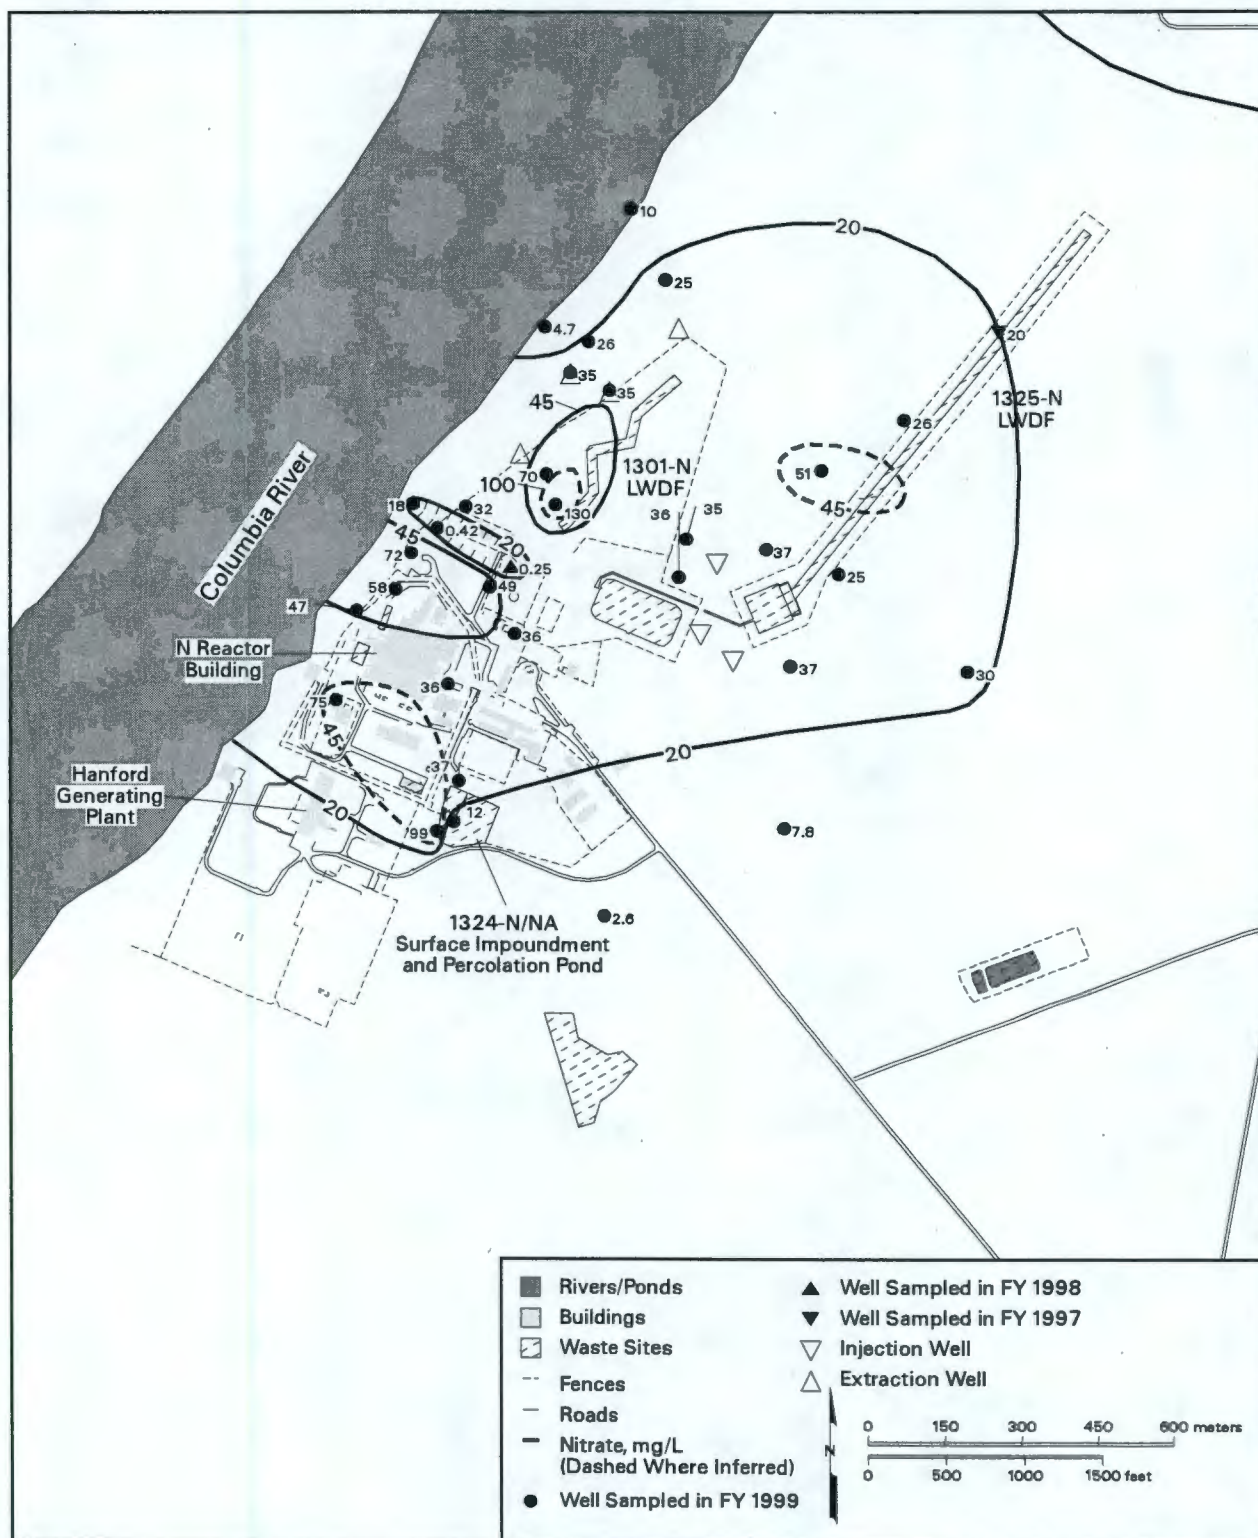 10
20
25
4.7
26
20
35
35
45
26
1325-N
LWDF
1301-N
LWDF
70
100
51
130
45
18
32
36
35
0.42
45
20
37
72
0.25
25
58
49
47
36
37
30
Columbia River
N Reactor
Building
36
75
45
20
Hanford
Generating
Plant
37
20
12
99
7.8
2.6
1324-N/NA
Surface Impoundment
and Percolation Pond
Rivers/Ponds
Buildings
Waste Sites
Fences
Roads
Nitrate, mg/L
(Dashed Where Inferred)
Well Sampled in FY 1999
Well Sampled in FY 1998
Well Sampled in FY 1997
Injection Well
Extraction Well
N
0 150 300 450 600 meters
0 500 1000 1500 feet